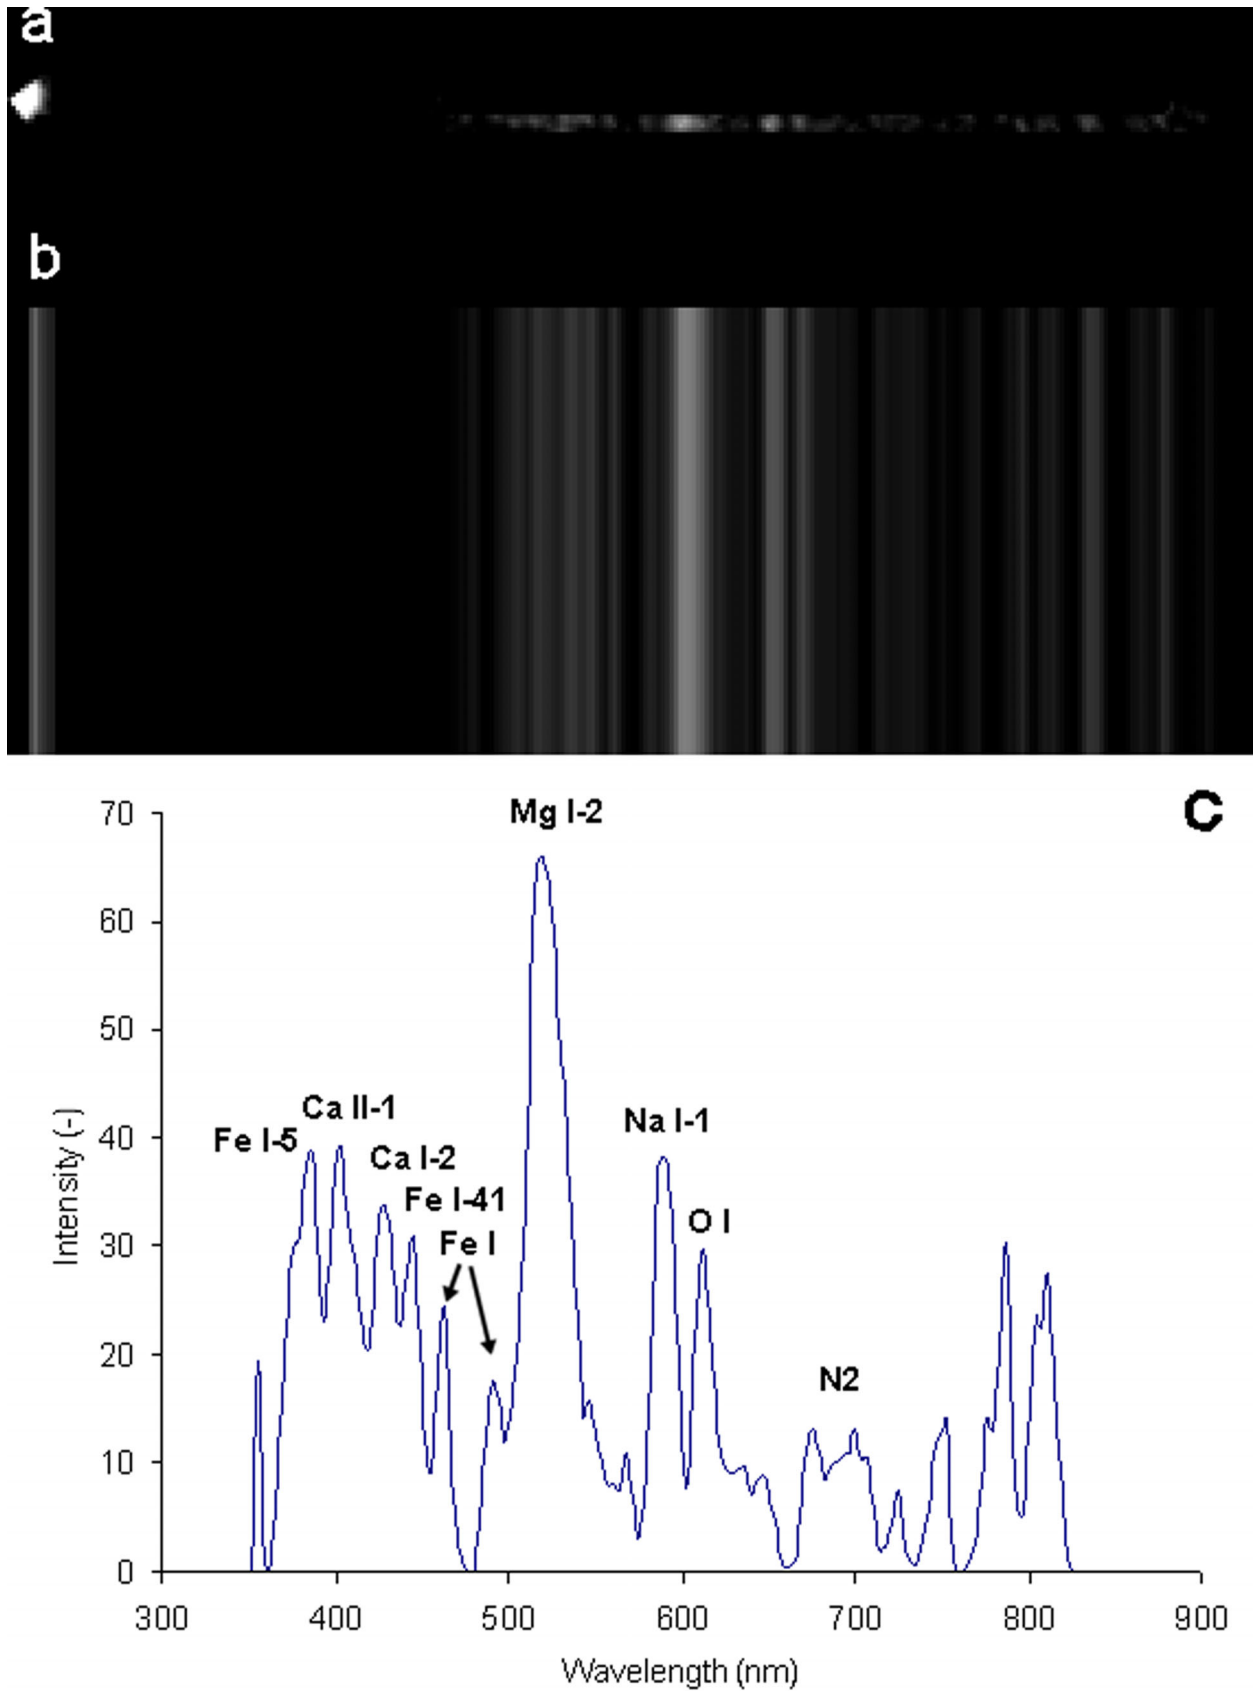 a
b
c
Mg I-2
Ca II-1
Fe I-5
Na I-1
Ca I-2
Fe I-41
O I
Fe I
N2
70
60
50
40
30
20
10
0
Intensity (-)
300 400 500 600 700 800 900
Wavelength (nm)